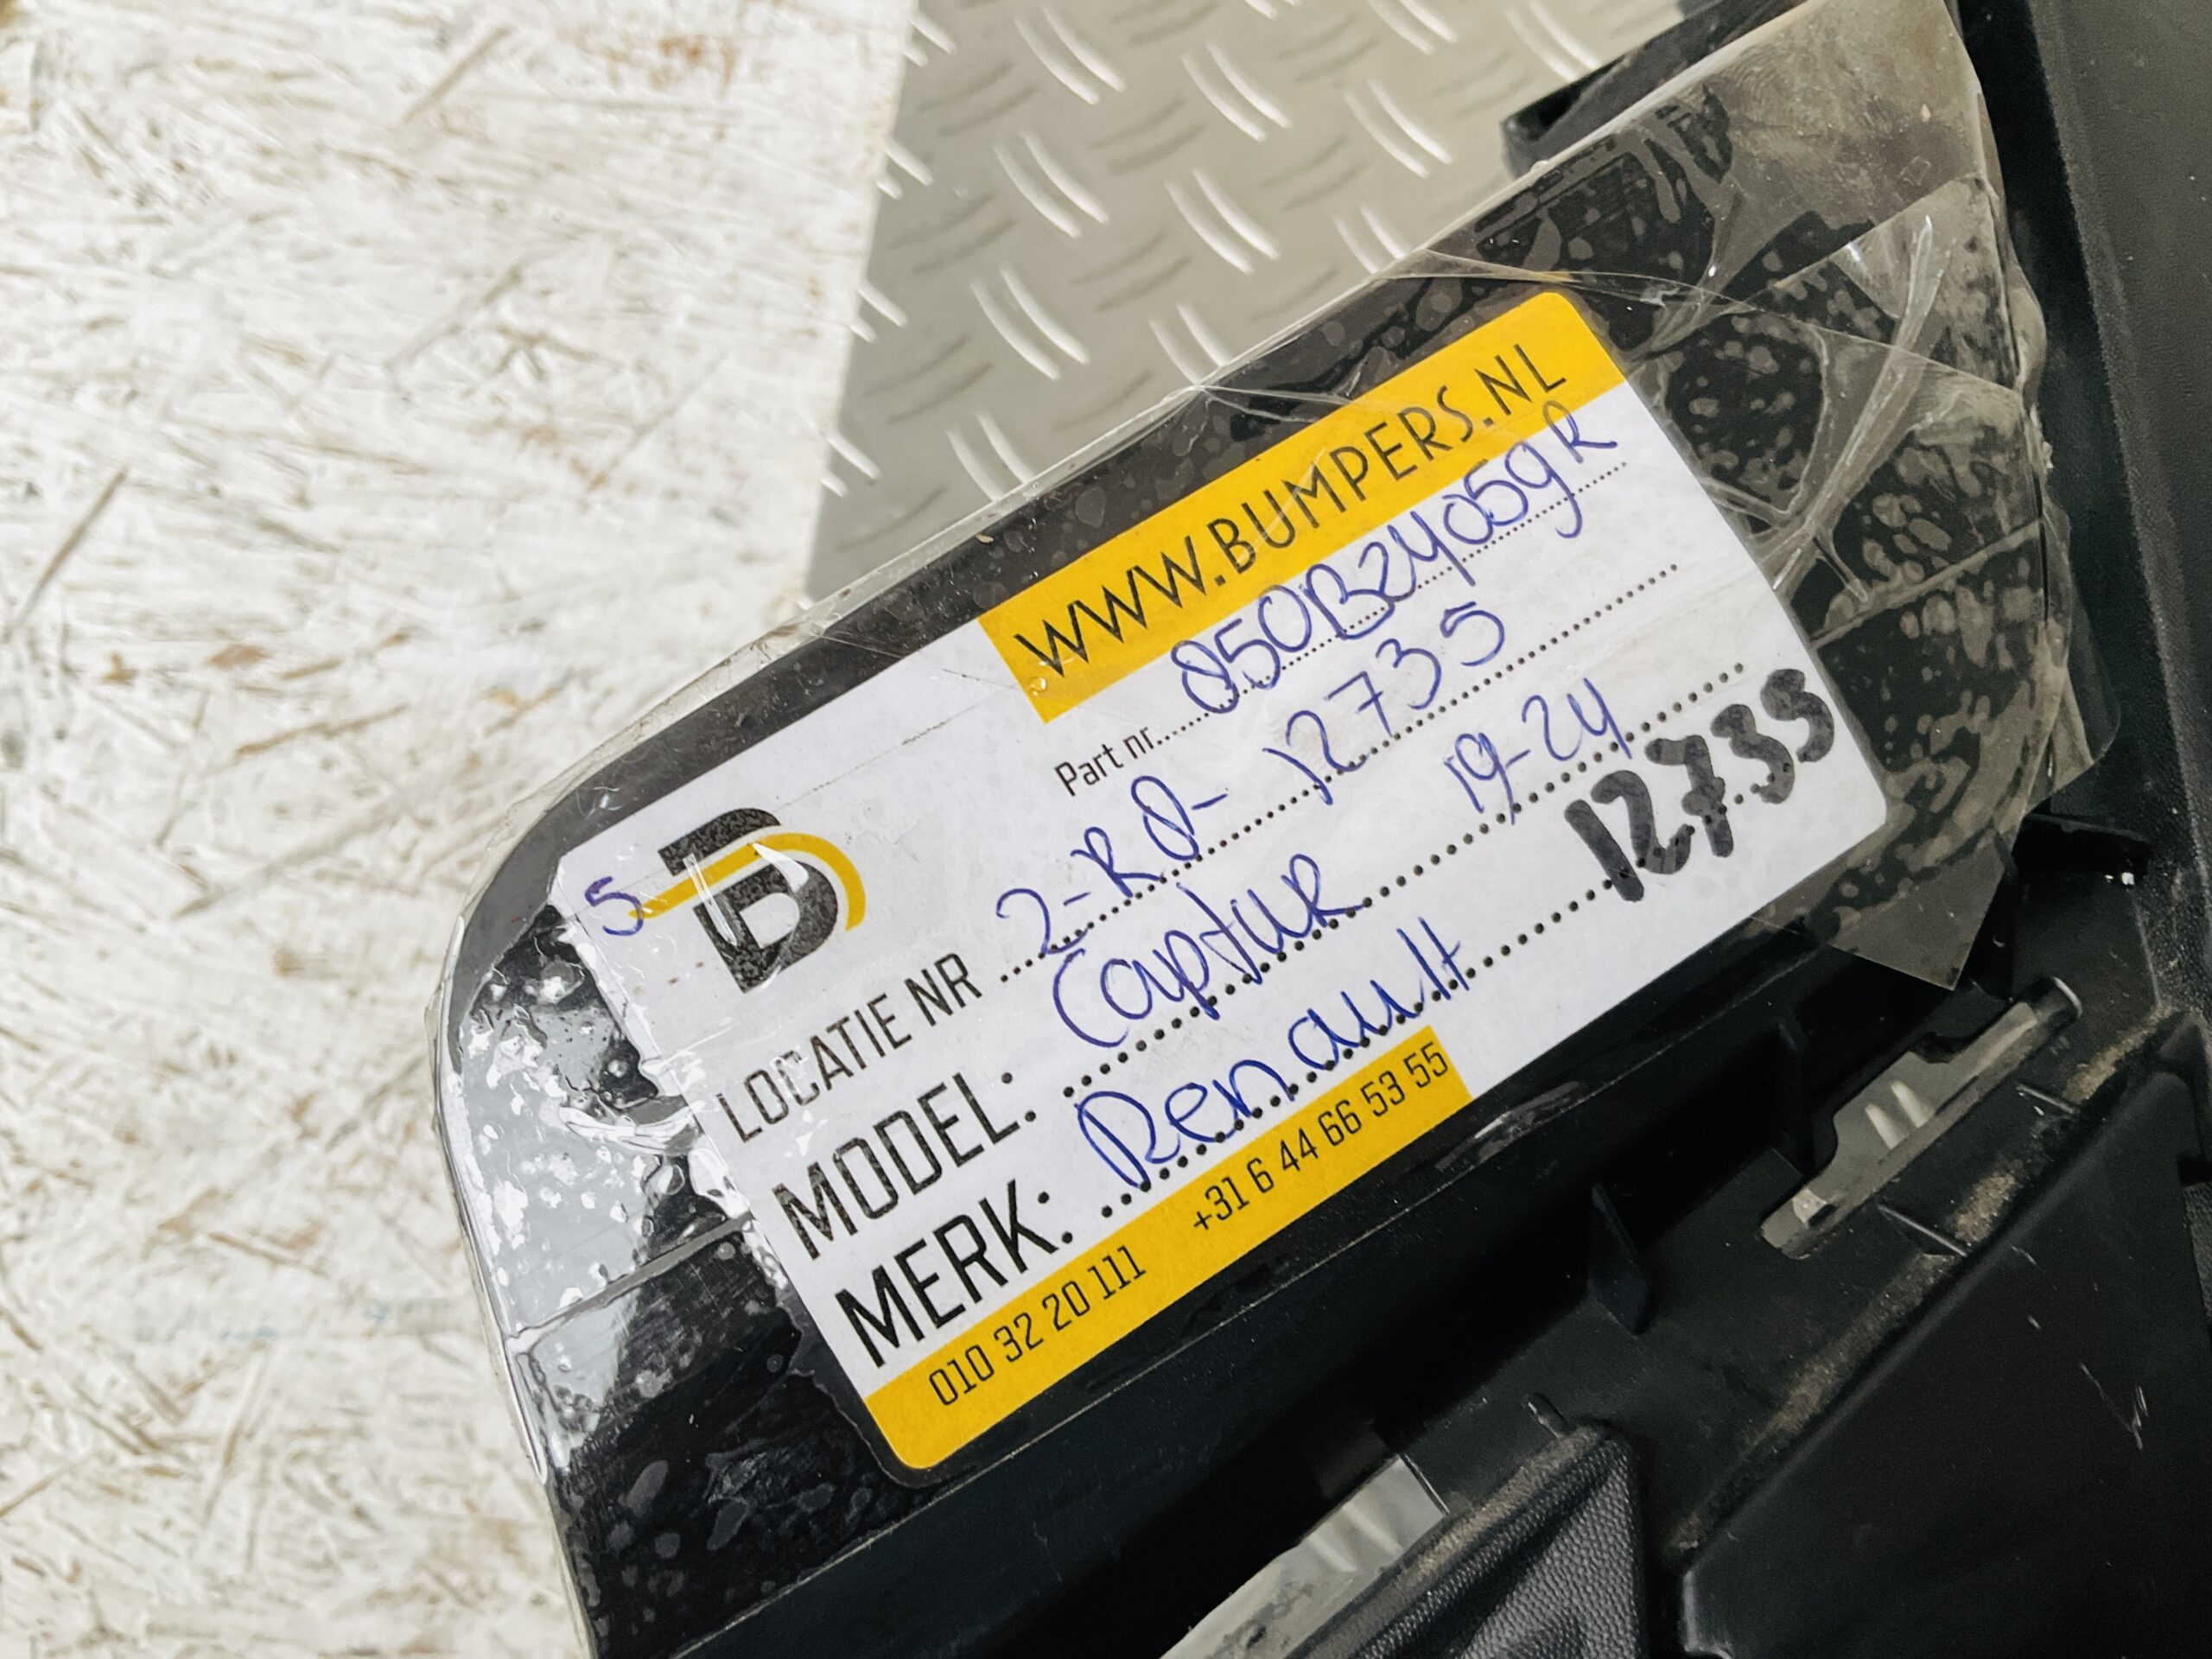 WWW.BUMPERS.NL
Part nr. 850B24059R
5
B
LOCATIE NR 2-R8-12735
MODEL: Captur 19-24
MERK: Renault 12735
010 32 20 111 +31 6 44 66 53 55